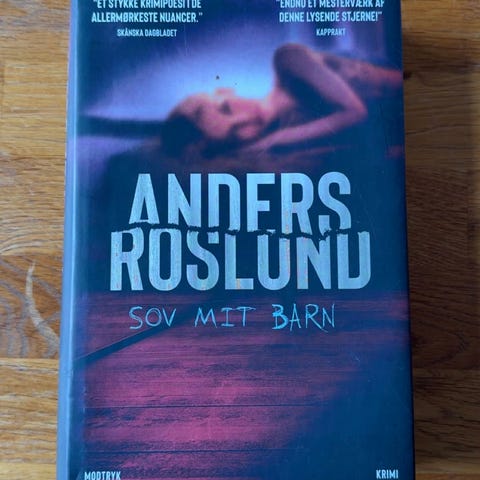 "ET STYKKE KRIMIPOESI I DE
ALLERMØRKESTE NUANCER."
SKÅNSKA DAGBLADET
"ENDNU ET MESTERVÆRK AF
DENNE LYSENDE STJERNE!"
KAPPRAKT
ANDERS
ROSLUND
SOV MIT BARN
MODTRYK
KRIMI